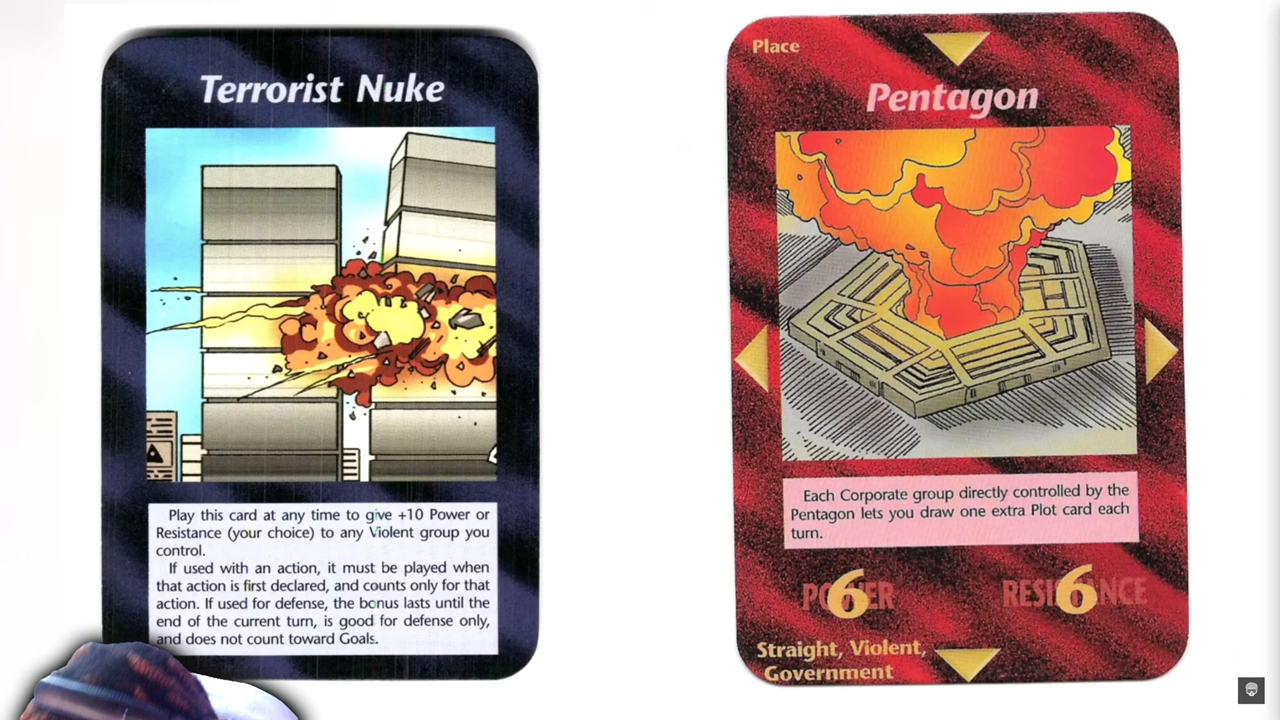 Terrorist Nuke
Play this card at any time to give +10 Power or
Resistance (your choice) to any Violent group you
control.
If used with an action, it must be played when
that action is first declared, and counts only for that
action. If used for defense, the bonus lasts until the
end of the current turn, is good for defense only,
and does not count toward Goals.
Place
Pentagon
Each Corporate group directly controlled by the
Pentagon lets you draw one extra Plot card each
turn.
POWER 6
RESISTANCE 6
Straight, Violent,
Government